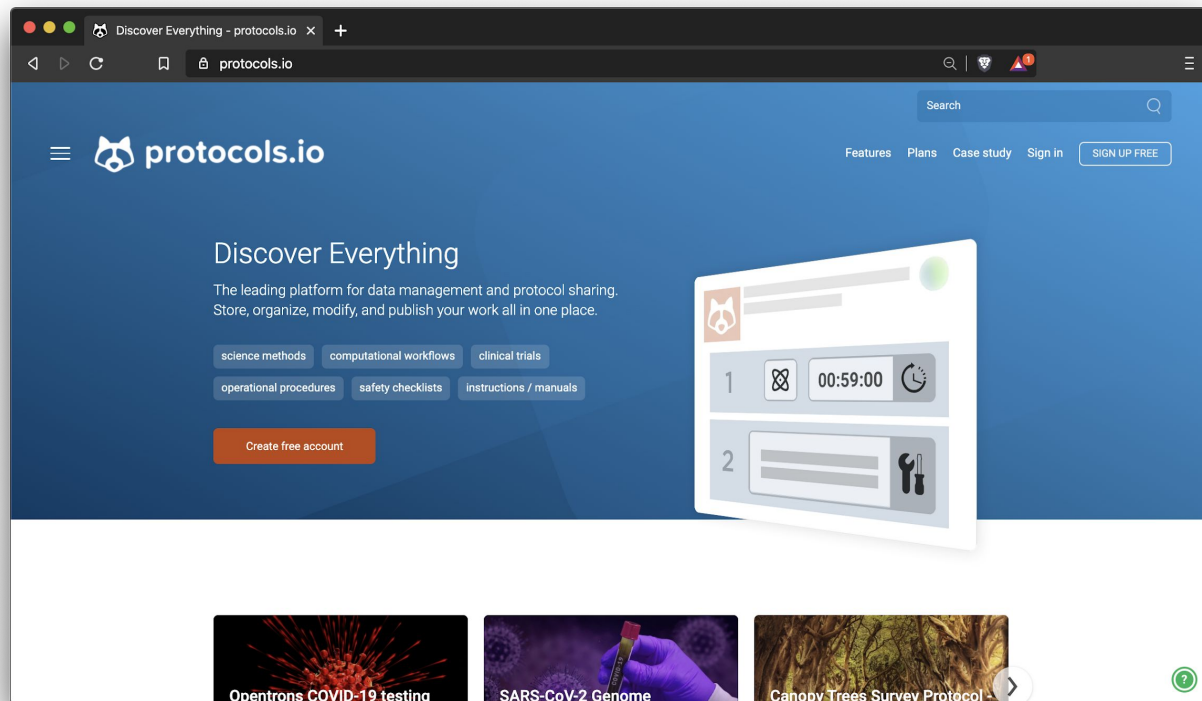 Discover Everything - protocols.io
protocols.io
1
Search
protocols.io
Features Plans Case study Sign in SIGN UP FREE
Discover Everything
The leading platform for data management and protocol sharing.
Store, organize, modify, and publish your work all in one place.
science methods computational workflows clinical trials
operational procedures safety checklists instructions / manuals
Create free account
1 00:59:00
2
COVID-19
Opentrons COVID-19 testing
SARS-CoV-2 Genome
Canopy Trees Survey Protocol -
?